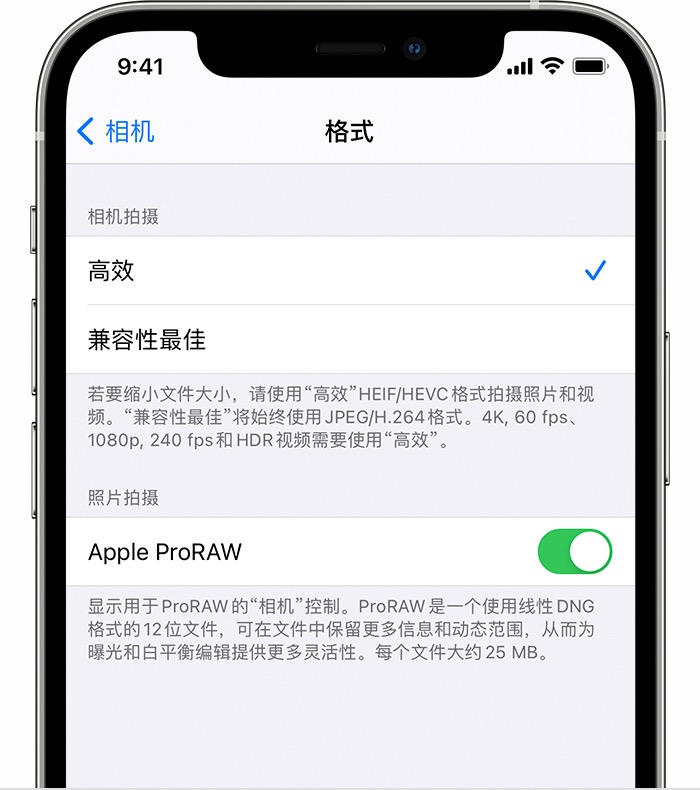 9:41
相机
格式
相机拍摄
高效
兼容性最佳
若要缩小文件大小，请使用“高效”HEIF/HEVC 格式拍摄照片和视
频。“兼容性最佳”将始终使用 JPEG/H.264 格式。4K, 60 fps、
1080p, 240 fps 和 HDR 视频需要使用“高效”。
照片拍摄
Apple ProRAW
显示用于 ProRAW 的“相机”控制。ProRAW 是一个使用线性 DNG
格式的 12 位文件，可在文件中保留更多信息和动态范围，从而为
曝光和白平衡编辑提供更多灵活性。每个文件大约 25 MB。